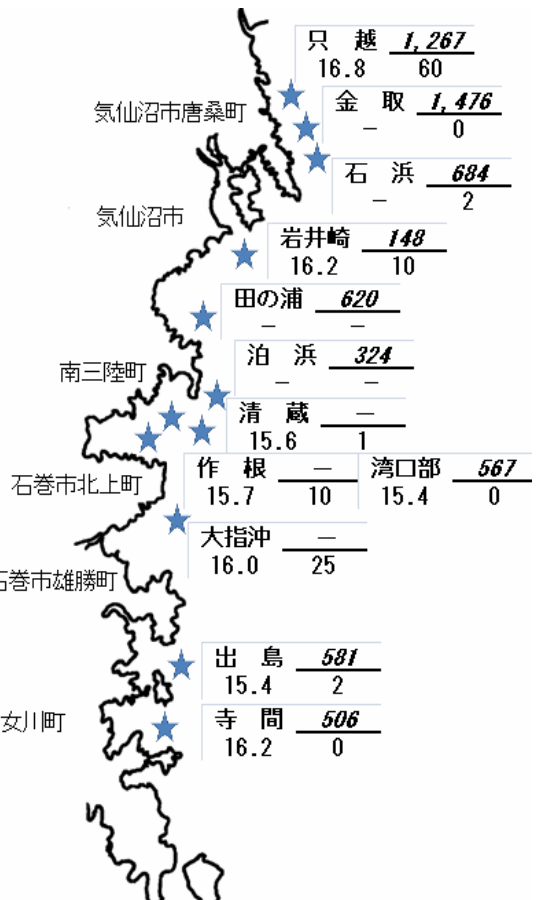 只 越 1,267
16.8 60
気仙沼市唐桑町
金 取 1,476
− 0
石 浜 684
− 2
気仙沼市
岩井崎 148
16.2 10
田の浦 620
− −
泊 浜 324
− −
南三陸町
清 蔵 −
15.6 1
作 根 − 湾口部 567
15.7 10 15.4 0
石巻市北上町
大指沖 −
16.0 25
石巻市雄勝町
出 島 581
15.4 2
女川町
寺 間 506
16.2 0